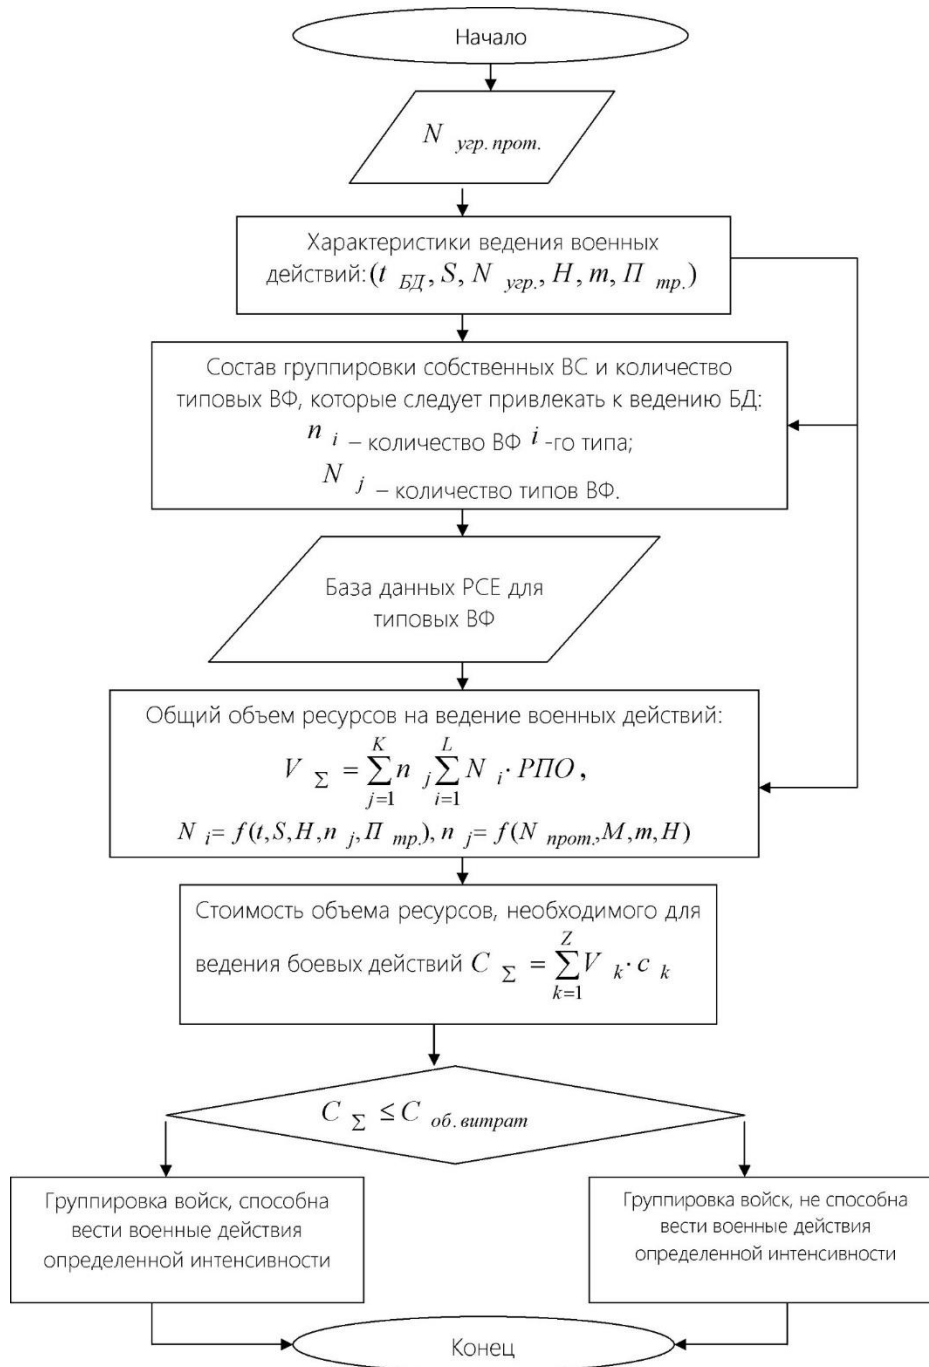 Начало
N угр. прот.
Характеристики ведения военных
действий:(t БД, S, N угр., H, m, П тр.)
Состав группировки собственных ВС и количество
типовых ВФ, которые следует привлекать к ведению БД:
n i – количество ВФ i -го типа;
N j – количество типов ВФ.
База данных РСЕ для
типовых ВФ
Общий объем ресурсов на ведение военных действий:
V Σ = ∑_{j=1}^{K} n j ∑_{i=1}^{L} N i · РПО,
N i = f(t, S, H, n j, П тр.), n j = f(N прот., M, m, H)
Стоимость объема ресурсов, необходимого для
ведения боевых действий C Σ = ∑_{k=1}^{Z} V k · c k
C Σ ≤ C об. витрат
Группировка войск, способна
вести военные действия
определенной интенсивности
Группировка войск, не способна
вести военные действия
определенной интенсивности
Конец